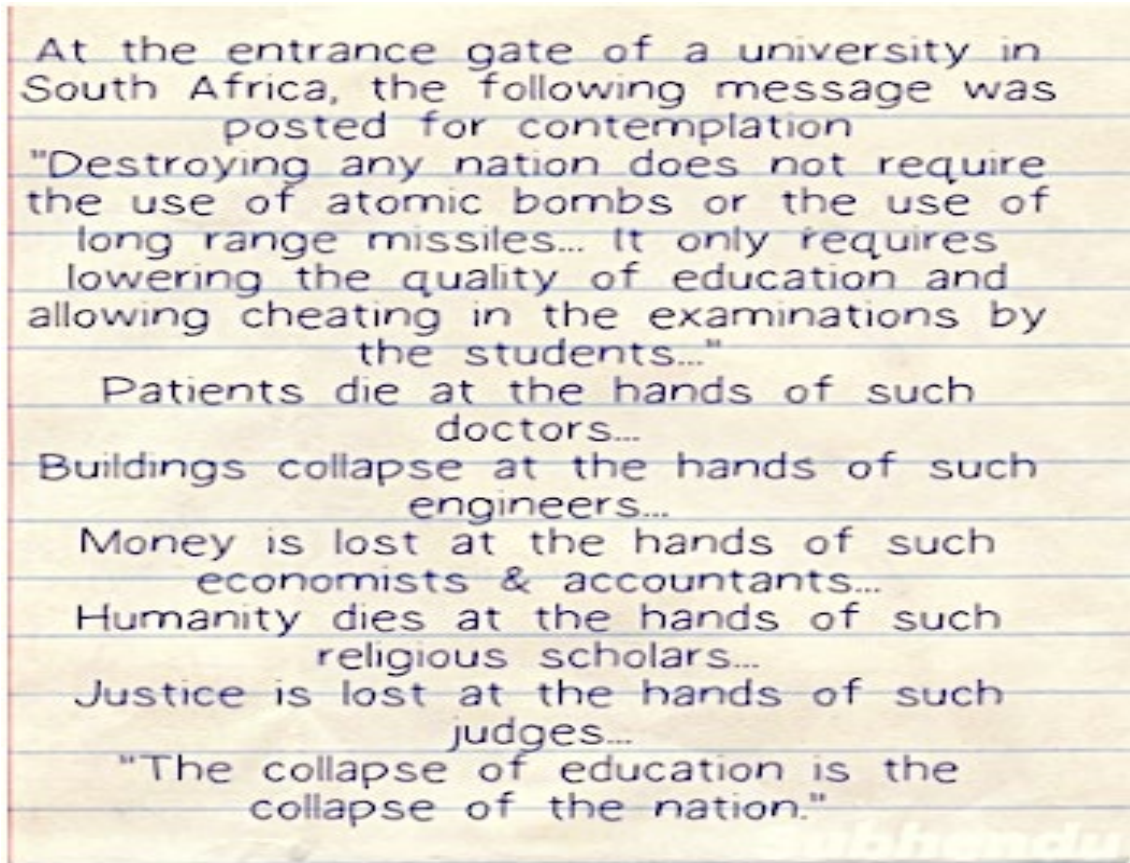 At the entrance gate of a university in
South Africa, the following message was
posted for contemplation
"Destroying any nation does not require
the use of atomic bombs or the use of
long range missiles... It only requires
lowering the quality of education and
allowing cheating in the examinations by
the students..."
Patients die at the hands of such
doctors...
Buildings collapse at the hands of such
engineers...
Money is lost at the hands of such
economists & accountants...
Humanity dies at the hands of such
religious scholars...
Justice is lost at the hands of such
judges...
"The collapse of education is the
collapse of the nation."